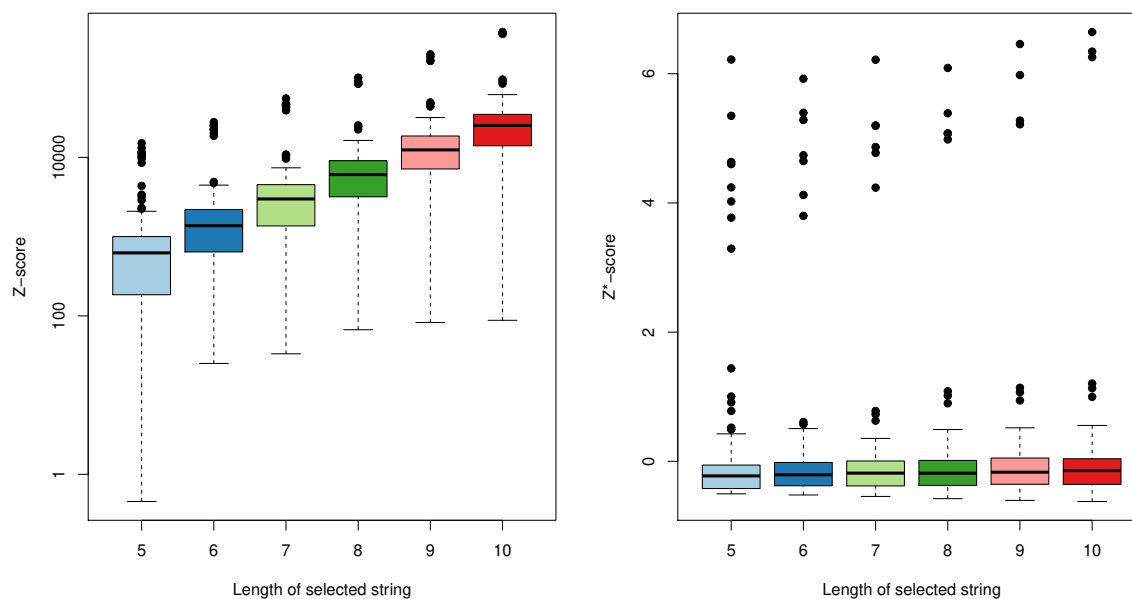 Z−score
10000
100
1
5 6 7 8 9 10
Length of selected string
Z*−score
6
4
2
0
5 6 7 8 9 10
Length of selected string